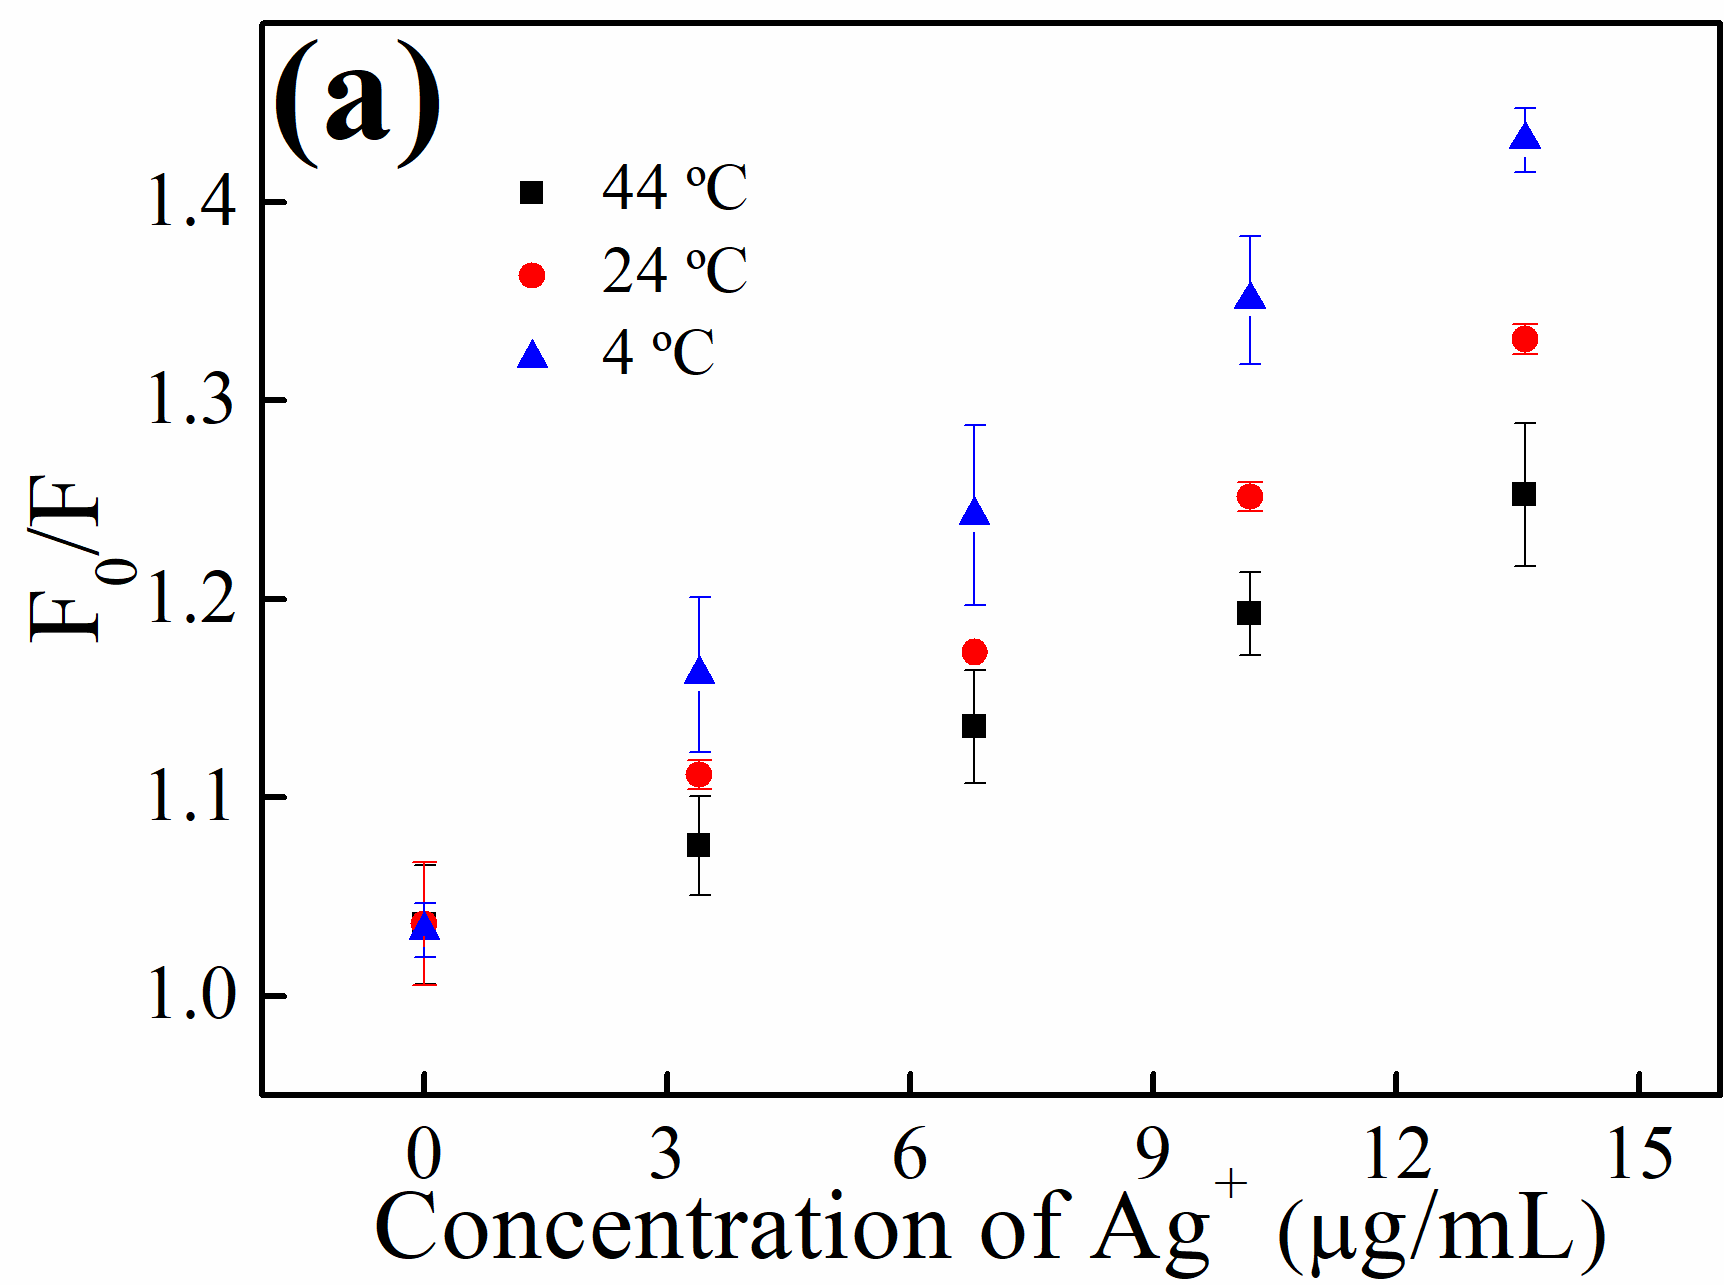 (a)
44 ºC
24 ºC
4 ºC
1.4
1.3
1.2
1.1
1.0
F0/F
0 3 6 9 12 15
Concentration of Ag+ (μg/mL)